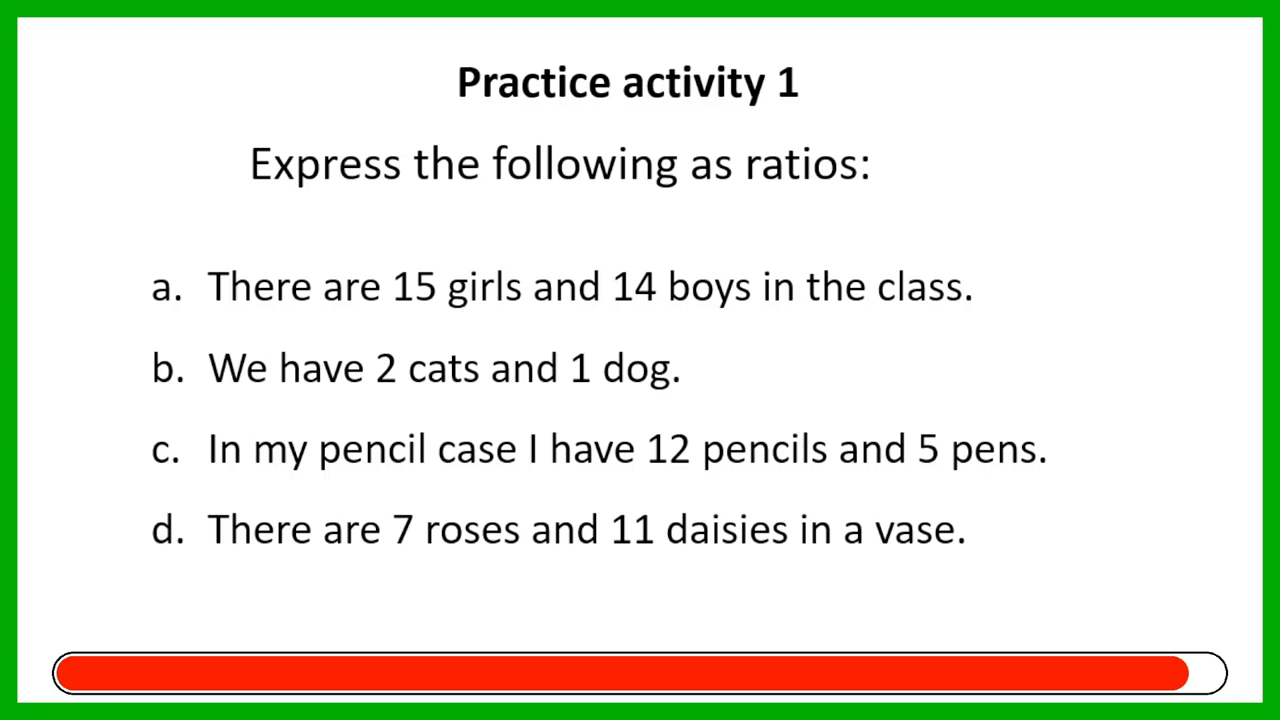 Practice activity 1
Express the following as ratios:
a. There are 15 girls and 14 boys in the class.
b. We have 2 cats and 1 dog.
c. In my pencil case I have 12 pencils and 5 pens.
d. There are 7 roses and 11 daisies in a vase.